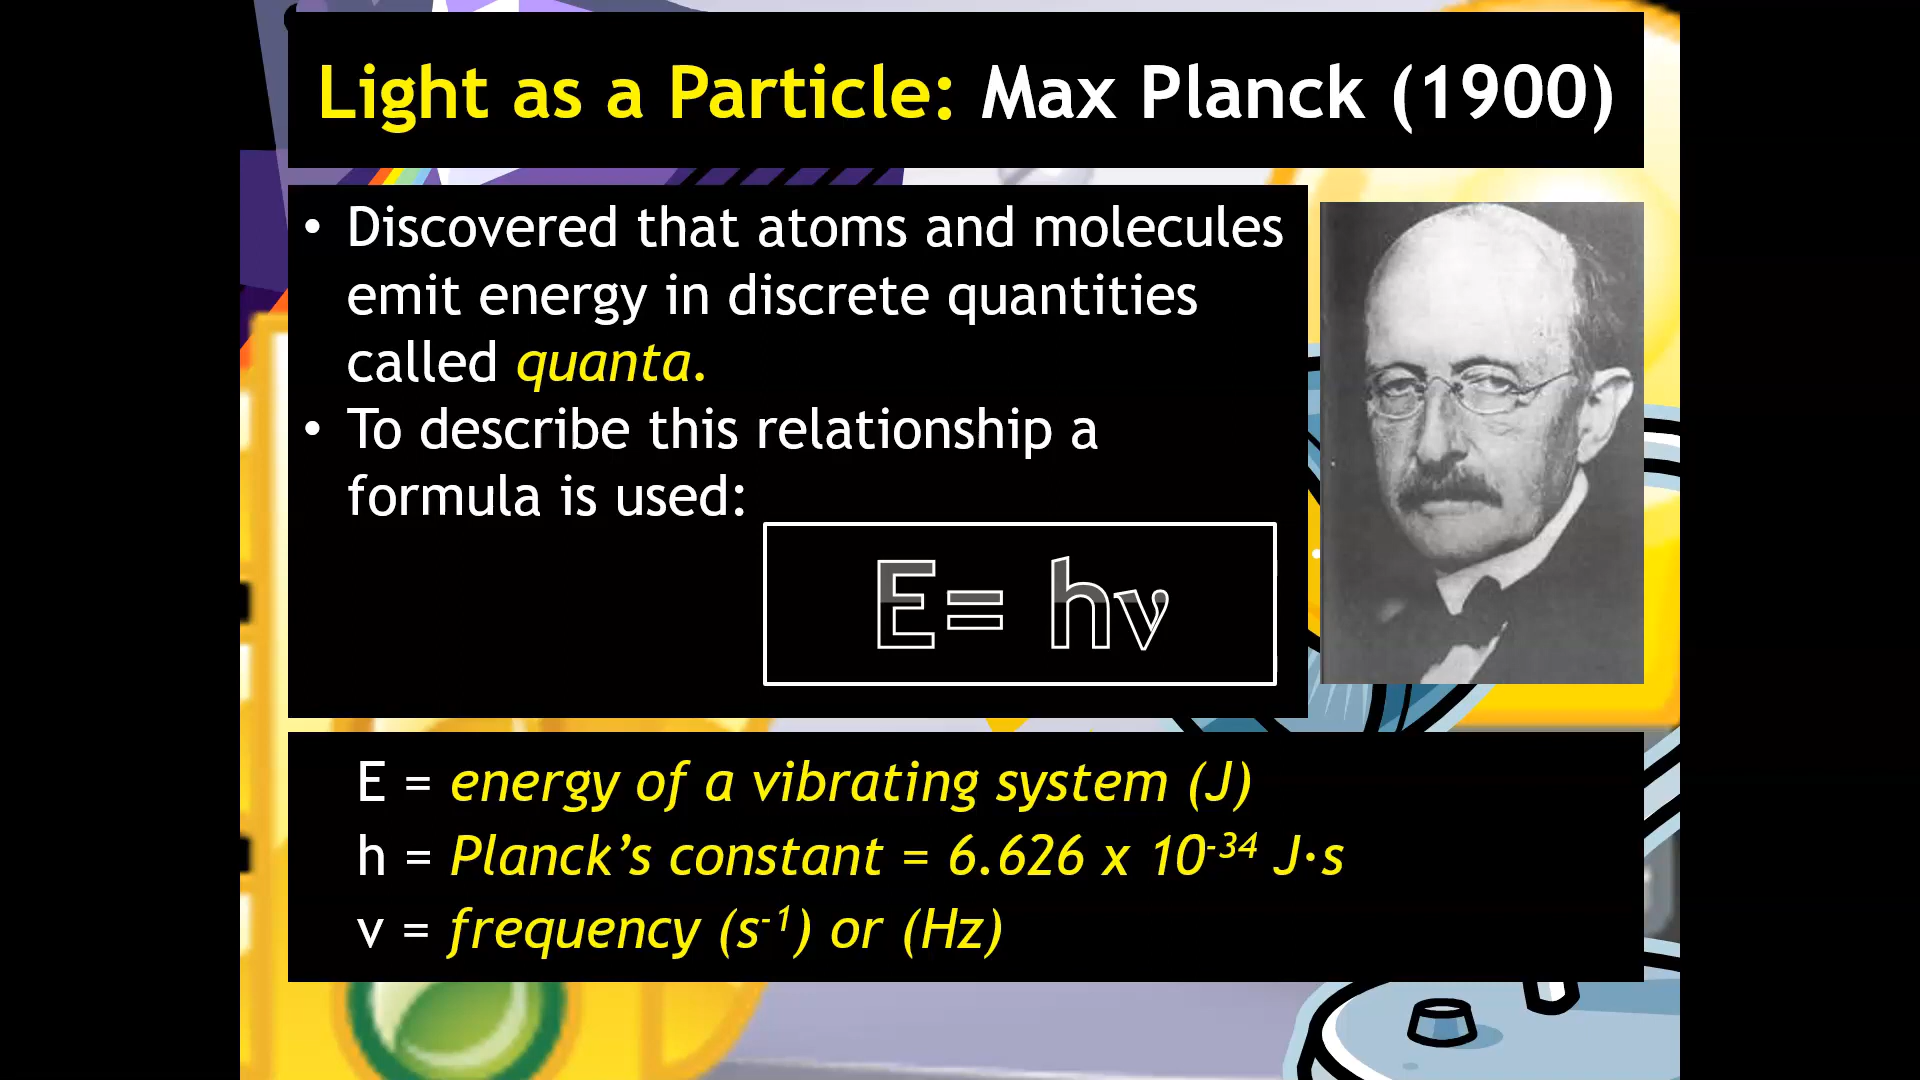 Light as a Particle: Max Planck (1900)
• Discovered that atoms and molecules
emit energy in discrete quantities
called quanta.
• To describe this relationship a
formula is used:
E= hν
E = energy of a vibrating system (J)
h = Planck’s constant = 6.626 x 10⁻³⁴ J·s
ν = frequency (s⁻¹) or (Hz)